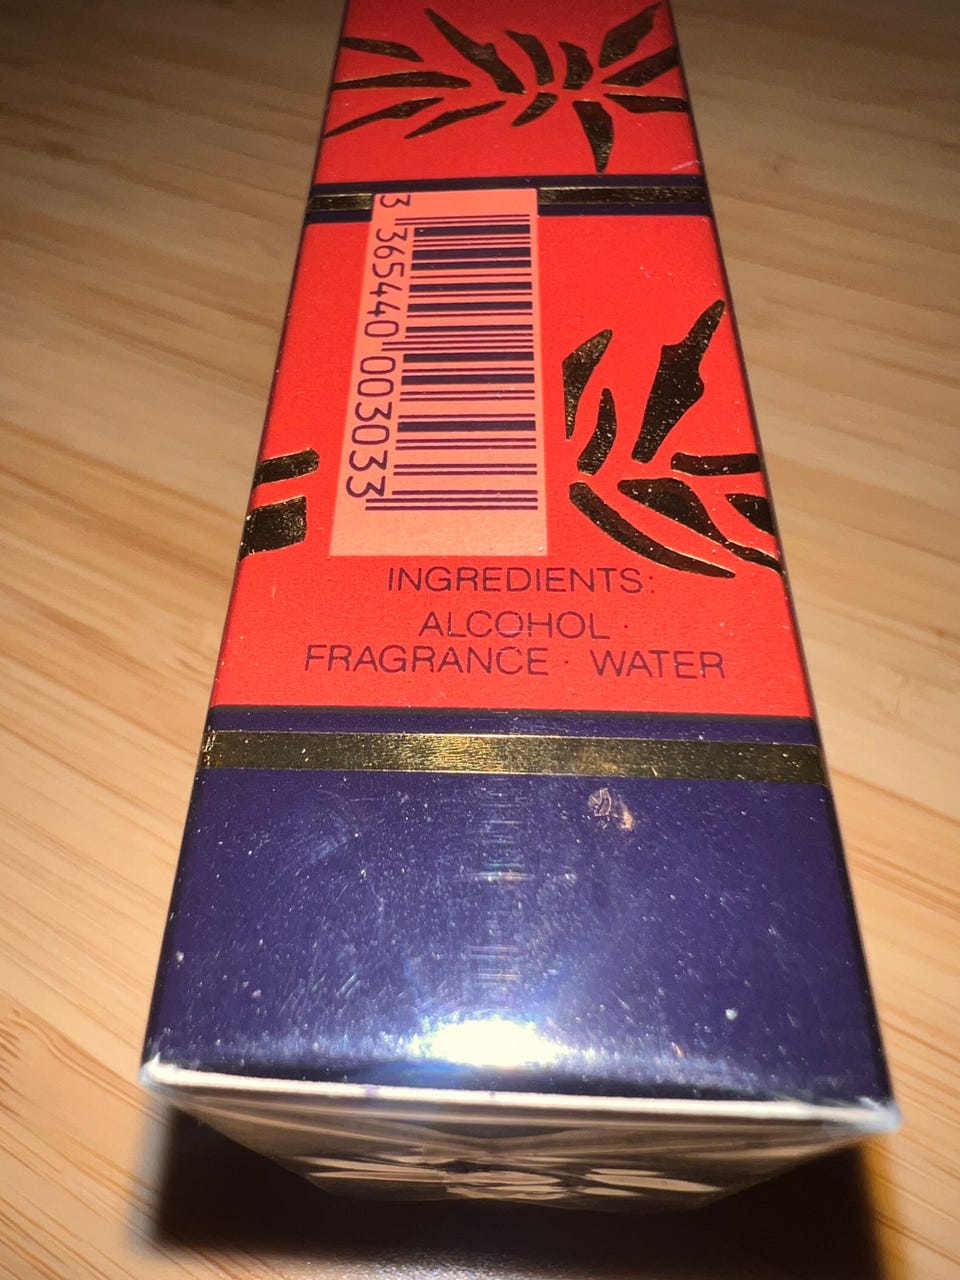 3 365440 003033
INGREDIENTS:
ALCOHOL ·
FRAGRANCE · WATER